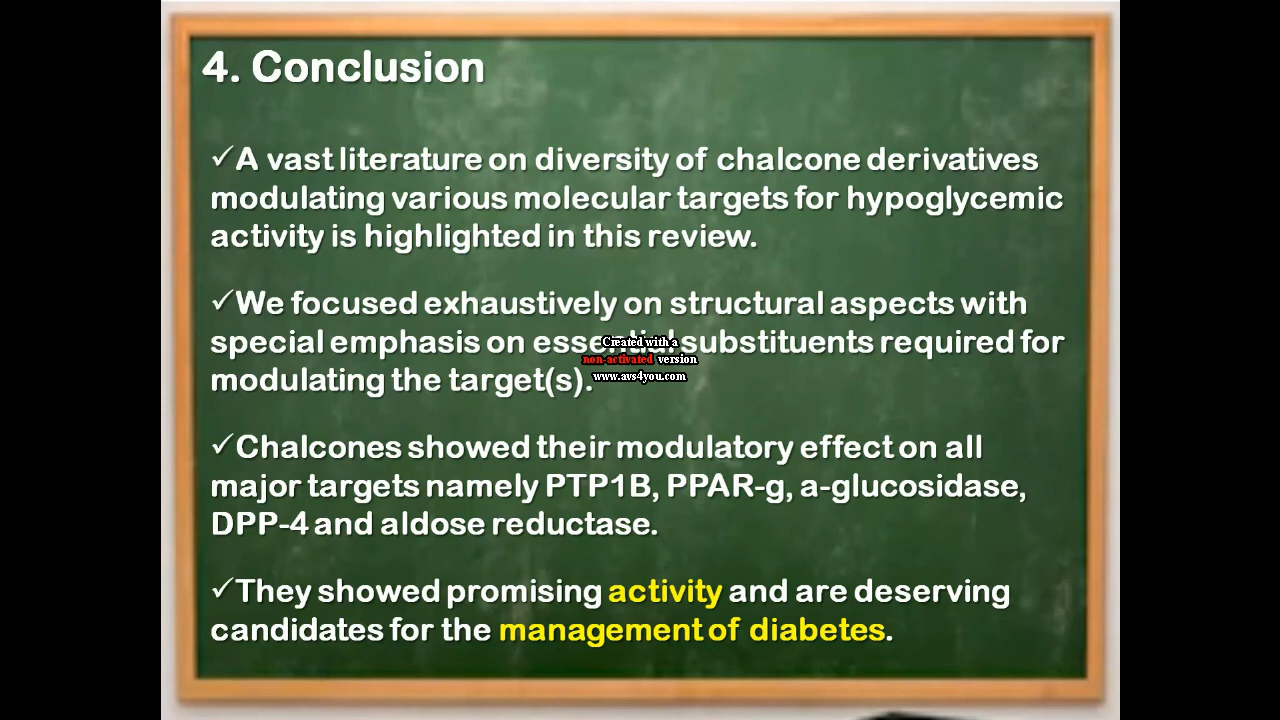 4. Conclusion
✓A vast literature on diversity of chalcone derivatives
modulating various molecular targets for hypoglycemic
activity is highlighted in this review.
✓We focused exhaustively on structural aspects with
special emphasis on essential substituents required for
modulating the target(s).
Created with a
non-activated version
www.avs4you.com
✓Chalcones showed their modulatory effect on all
major targets namely PTP1B, PPAR-g, a-glucosidase,
DPP-4 and aldose reductase.
✓They showed promising activity and are deserving
candidates for the management of diabetes.